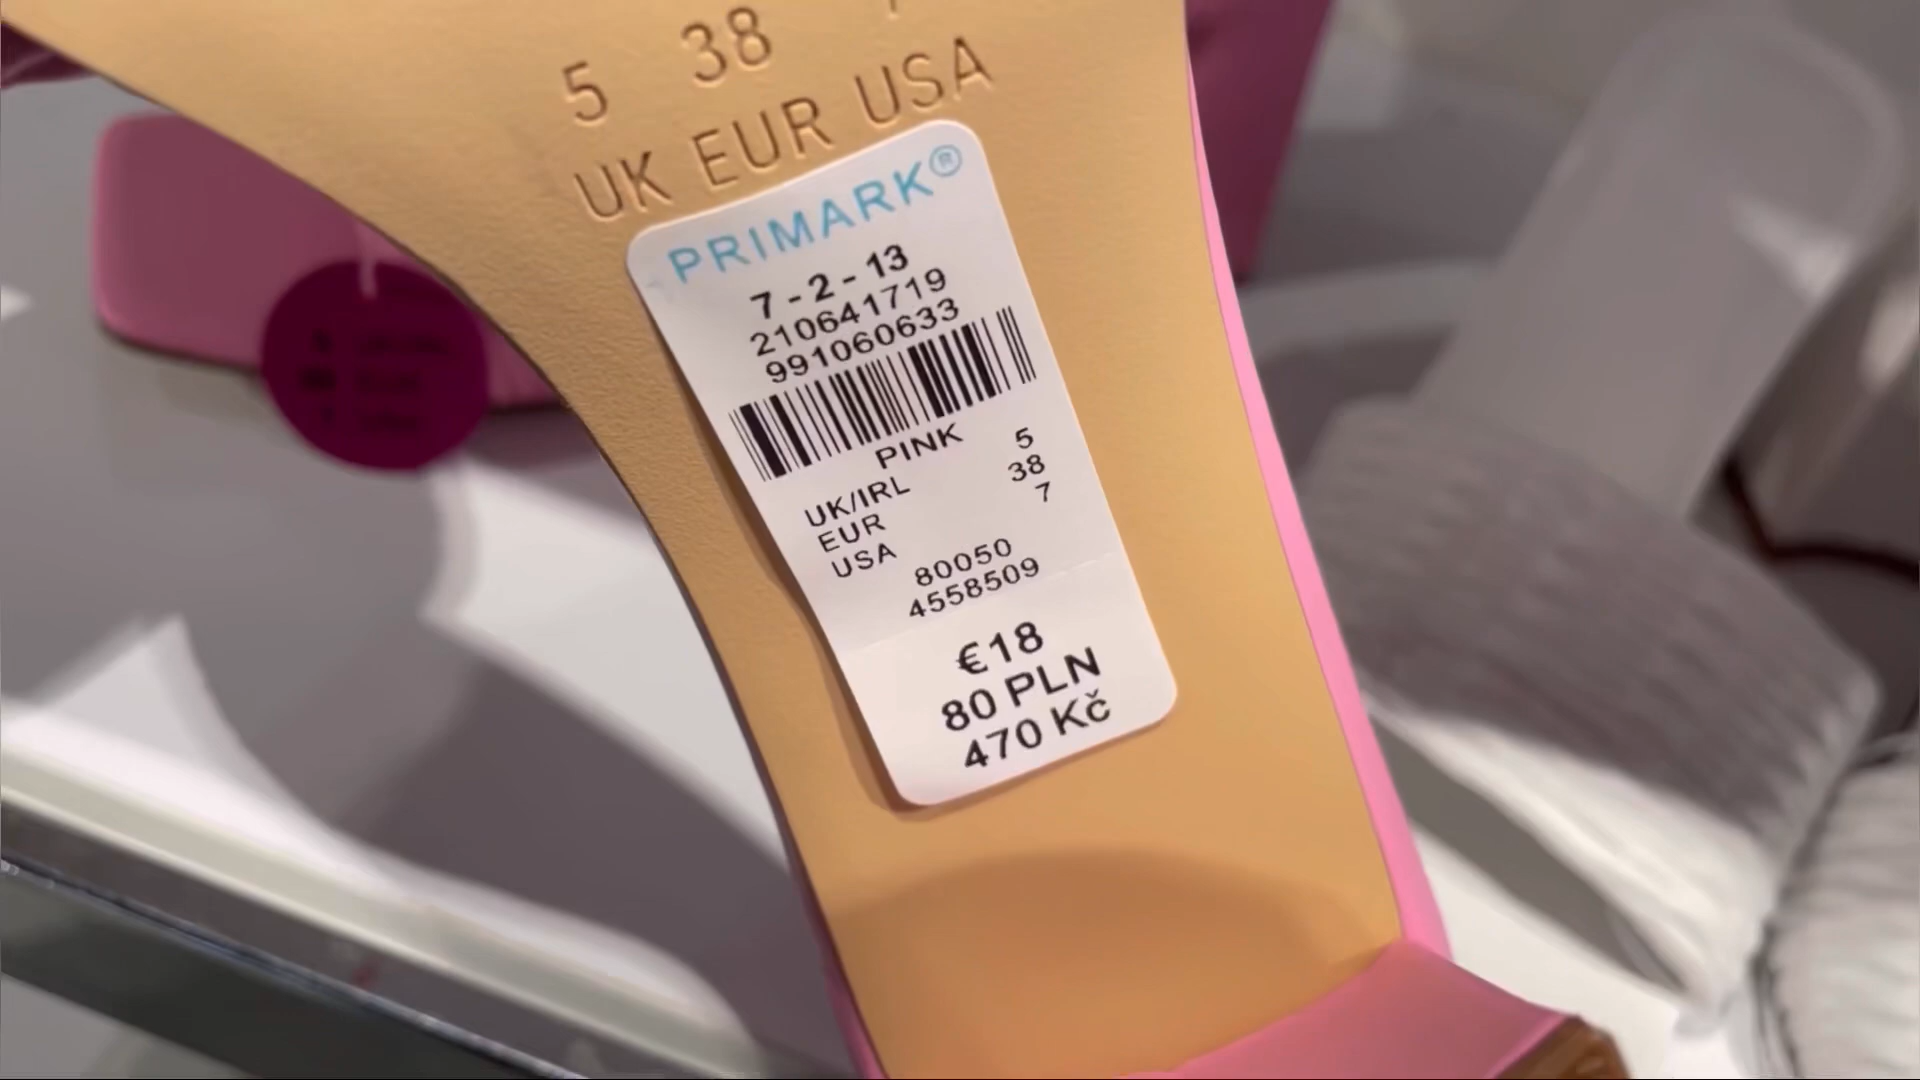 5 38
UK EUR USA
PRIMARK®
7 - 2 - 13
210641719
991060633
PINK
UK/IRL 5
EUR 38
USA 7
80050
4558509
€18
80 PLN
470 Kč